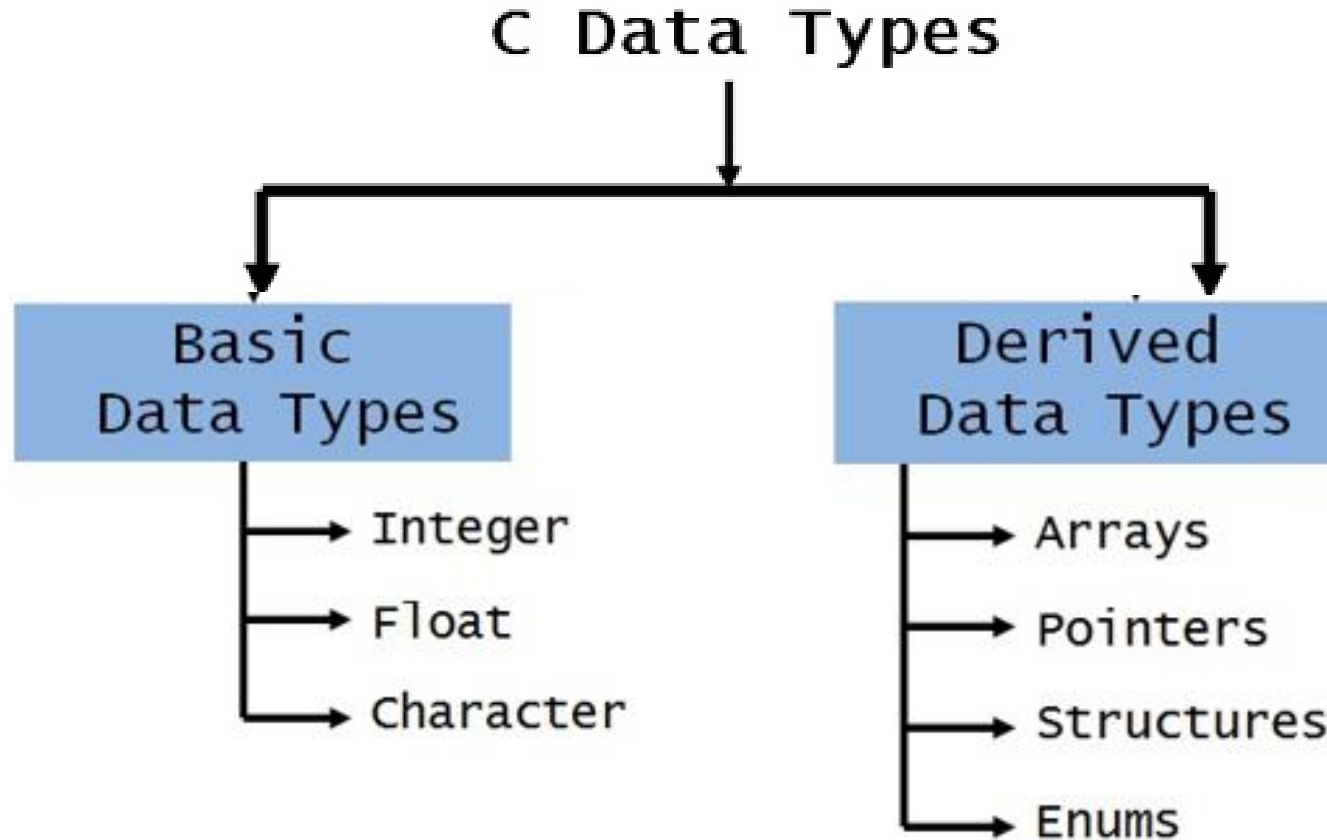 C Data Types
Basic
Data Types
Integer
Float
Character
Derived
Data Types
Arrays
Pointers
Structures
Enums